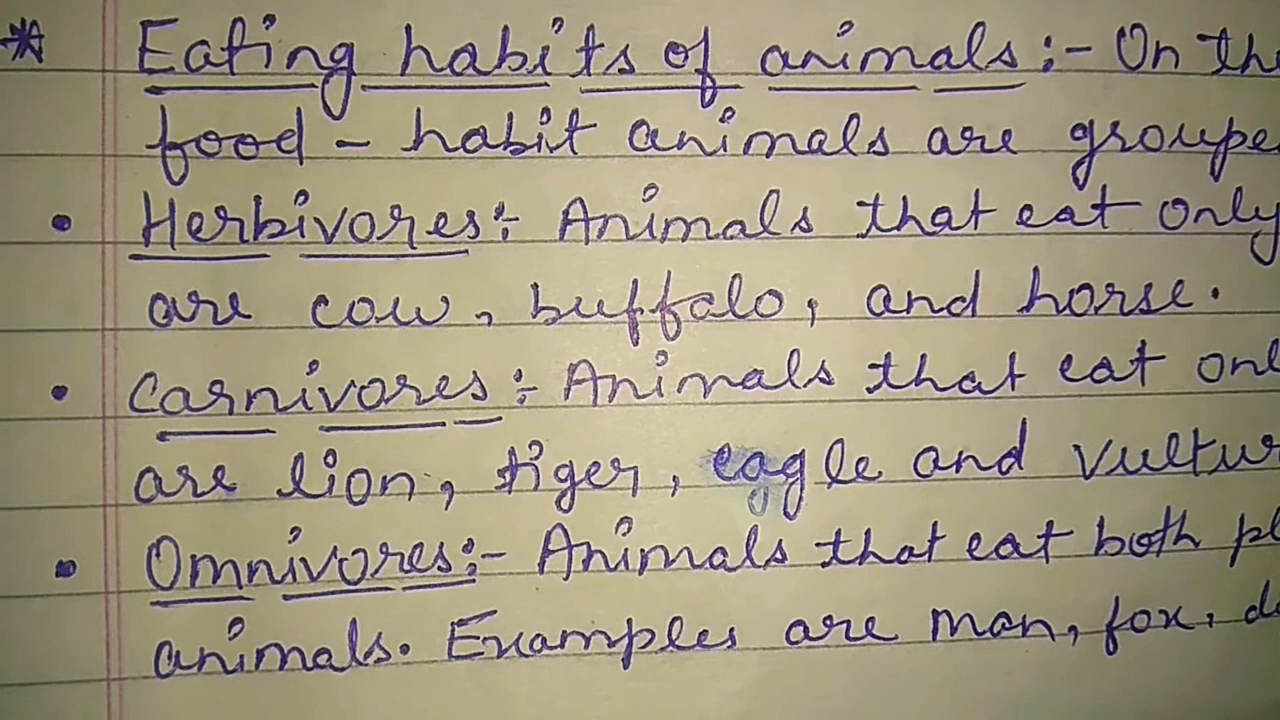 * Eating habits of animals :- On th
food - habit animals are groupe
• Herbivores :- Animals that eat only
are cow, buffalo, and horse.
• Carnivores :- Animals that eat onl
are lion, tiger, eagle and vultur
• Omnivores :- Animals that eat both pl
animals. Examples are man, fox, d